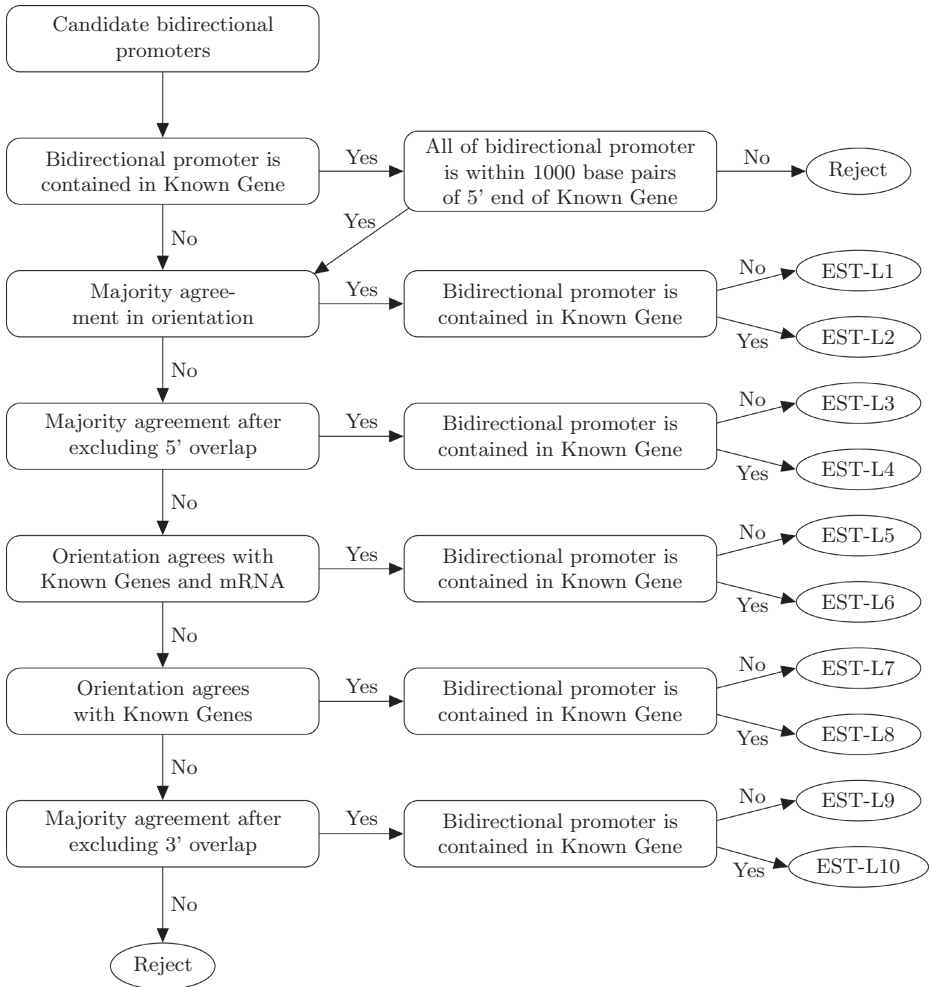 Candidate bidirectional
promoters
Bidirectional promoter is
contained in Known Gene
Yes
All of bidirectional promoter
is within 1000 base pairs
of 5' end of Known Gene
No
Reject
Yes
No
Majority agree-
ment in orientation
Yes
Bidirectional promoter is
contained in Known Gene
No
EST-L1
Yes
EST-L2
No
Majority agreement after
excluding 5' overlap
Yes
Bidirectional promoter is
contained in Known Gene
No
EST-L3
Yes
EST-L4
No
Orientation agrees with
Known Genes and mRNA
Yes
Bidirectional promoter is
contained in Known Gene
No
EST-L5
Yes
EST-L6
No
Orientation agrees
with Known Genes
Yes
Bidirectional promoter is
contained in Known Gene
No
EST-L7
Yes
EST-L8
No
Majority agreement after
excluding 3' overlap
Yes
Bidirectional promoter is
contained in Known Gene
No
EST-L9
Yes
EST-L10
No
Reject